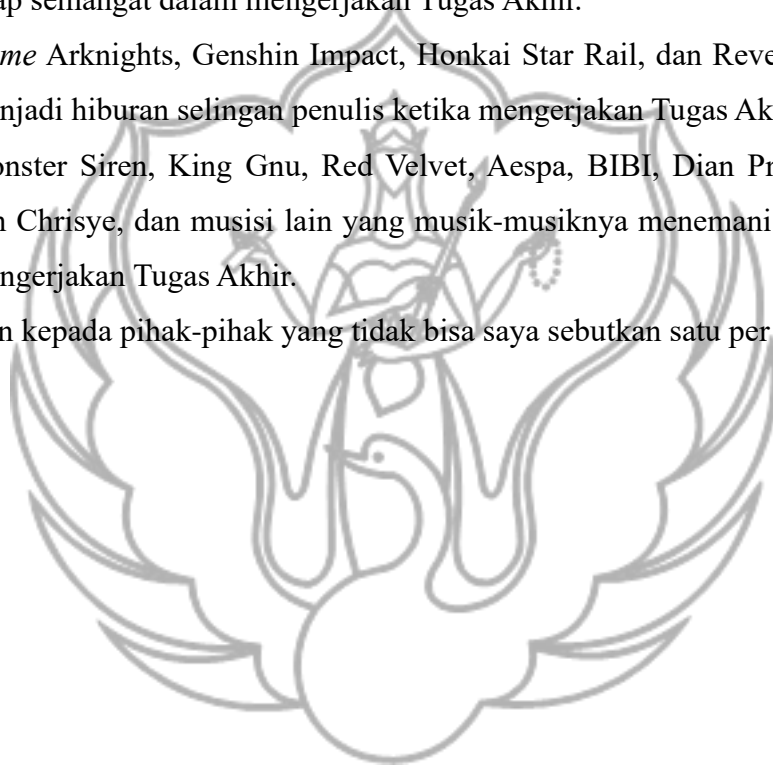 ap semangat dalam mengerjakan Tugas Akhir.
me Arknights, Genshin Impact, Honkai Star Rail, dan Reve
njadi hiburan selingan penulis ketika mengerjakan Tugas Ak
onster Siren, King Gnu, Red Velvet, Aespa, BIBI, Dian Pr
n Chrisye, dan musisi lain yang musik-musiknya menemani
ngerjakan Tugas Akhir.
n kepada pihak-pihak yang tidak bisa saya sebutkan satu per